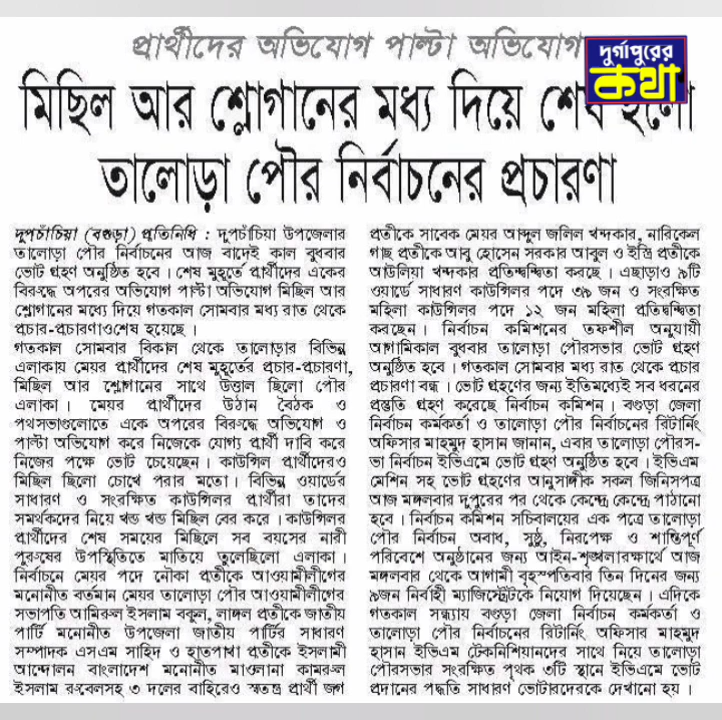 প্রার্থীদের অভিযোগ পাল্টা অভিযোগ
দুর্গাপুরের
কথা
মিছিল আর শ্লোগানের মধ্য দিয়ে শেষ হলো
তালোড়া পৌর নির্বাচনের প্রচারণা
দুপচাঁচিয়া (বগুড়া) প্রতিনিধি : দুপচাঁচিয়া উপজেলার
তালোড়া পৌর নির্বাচনের আজ বাদেই কাল বুধবার
ভোট গ্রহণ অনুষ্ঠিত হবে । শেষ মুহূর্তে প্রার্থীদের একের
বিরুদ্ধে অপরের অভিযোগ পাল্টা অভিযোগ মিছিল আর
শ্লোগানের মধ্যে দিয়ে গতকাল সোমবার মধ্য রাত থেকে
প্রচার-প্রচারণাওশেষ হয়েছে ।
গতকাল সোমবার বিকাল থেকে তালোড়ার বিভিন্ন
এলাকায় মেয়র প্রার্থীদের শেষ মুহূর্তের প্রচার-প্রচারণা,
মিছিল আর শ্লোগানের সাথে উত্তাল ছিলো পৌর
এলাকা । মেয়র প্রার্থীদের উঠান বৈঠক ও
পথসভাগুলোতে একে অপরের বিরুদ্ধে অভিযোগ ও
পাল্টা অভিযোগ করে নিজেকে যোগ্য প্রার্থী দাবি করে
নিজের পক্ষে ভোট চেয়েছেন । কাউন্সিল প্রার্থীদেরও
মিছিল ছিলো চোখে পরার মতো । বিভিন্ন ওয়ার্ডের
সাধারণ ও সংরক্ষিত কাউন্সিলর প্রার্থীরা তাদের
সমর্থকদের নিয়ে খন্ড খন্ড মিছিল বের করে । কাউন্সিলর
প্রার্থীদের শেষ সময়ের মিছিলে সব বয়সের নারী
পুরুষের উপস্থিতিতে মাতিয়ে তুলেছিলো এলাকা ।
নির্বাচনে মেয়র পদে নৌকা প্রতীকে আওয়ামীলীগের
মনোনীত বর্তমান মেয়র তালোড়া পৌর আওয়ামীলীগের
সভাপতি আমিরুল ইসলাম বকুল, লাঙ্গল প্রতীকে জাতীয়
পার্টি মনোনীত উপজেলা জাতীয় পার্টির সাধারণ
সম্পাদক এসএম সাহিদ ও হাতপাখা প্রতীকে ইসলামী
আন্দোলন বাংলাদেশ মনোনীত মাওলানা কামরুল
ইসলাম রুবেলসহ ৩ দলের বাহিরেও স্বতন্ত্র প্রার্থী জগ
প্রতীকে সাবেক মেয়র আব্দুল জলিল খন্দকার, নারিকেল
গাছ প্রতীকে আবু হোসেন সরকার আবুল ও ইস্ত্রি প্রতীকে
আউলিয়া খন্দকার প্রতিদ্বন্দ্বিতা করছে । এছাড়াও ৯টি
ওয়ার্ডে সাধারণ কাউন্সিলর পদে ৩৯ জন ও সংরক্ষিত
মহিলা কাউন্সিলর পদে ১২ জন মহিলা প্রতিদ্বন্দ্বিতা
করছেন । নির্বাচন কমিশনের তফশীল অনুযায়ী
আগামিকাল বুধবার তালোড়া পৌরসভার ভোট গ্রহণ
অনুষ্ঠিত হবে । গতকাল সোমবার মধ্য রাত থেকে প্রচার
প্রচারণা বন্ধ । ভোট গ্রহণের জন্য ইতিমধ্যেই সব ধরনের
প্রস্তুতি গ্রহণ করেছে নির্বাচন কমিশন । বগুড়া জেলা
নির্বাচন কর্মকর্তা ও তালোড়া পৌর নির্বাচনের রিটার্নিং
অফিসার মাহমুদ হাসান জানান, এবার তালোড়া পৌরস-
ভা নির্বাচন ইভিএমে ভোট গ্রহণ অনুষ্ঠিত হবে । ইভিএম
মেশিন সহ ভোট গ্রহণের আনুসাঙ্গীক সকল জিনিসপত্র
আজ মঙ্গলবার দুপুরের পর থেকে কেন্দ্রে কেন্দ্রে পাঠানো
হবে । নির্বাচন কমিশন সচিবালয়ের এক পত্রে তালোড়া
পৌর নির্বাচন অবাধ, সুষ্ঠু, নিরপেক্ষ ও শান্তিপূর্ণ
পরিবেশে অনুষ্ঠানের জন্য আইন-শৃঙ্খলারক্ষার্থে আজ
মঙ্গলবার থেকে আগামী বৃহস্পতিবার তিন দিনের জন্য
৯জন নির্বাহী ম্যাজিস্ট্রেটকে নিয়োগ দিয়েছেন । এদিকে
গতকাল সন্ধ্যায় বগুড়া জেলা নির্বাচন কর্মকর্তা ও
তালোড়া পৌর নির্বাচনের রিটার্নিং অফিসার মাহমুদ
হাসান ইভিএম টেকনিশিয়ানদের সাথে নিয়ে তালোড়া
পৌরসভার সংরক্ষিত পৃথক ৩টি স্থানে ইভিএমে ভোট
প্রদানের পদ্ধতি সাধারণ ভোটারদেরকে দেখানো হয় ।